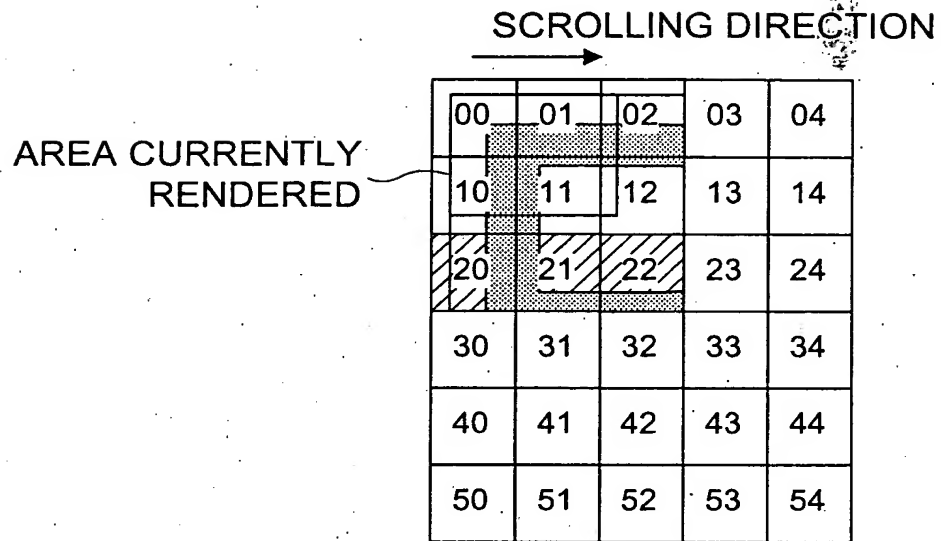 SCROLLING DIRECTION
AREA CURRENTLY
RENDERED
00 01 02 03 04
10 11 12 13 14
20 21 22 23 24
30 31 32 33 34
40 41 42 43 44
50 51 52 53 54